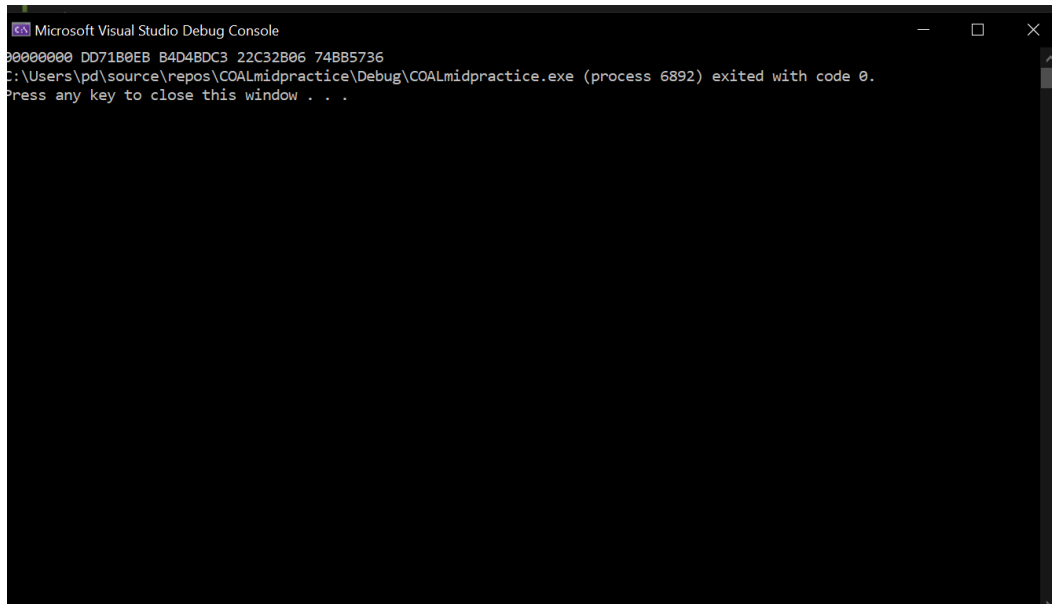 Microsoft Visual Studio Debug Console
00000000 DD71B0EB B4D4BDC3 22C32B06 74BB5736
C:\Users\pd\source\repos\COALmidpractice\Debug\COALmidpractice.exe (process 6892) exited with code 0.
Press any key to close this window . . .